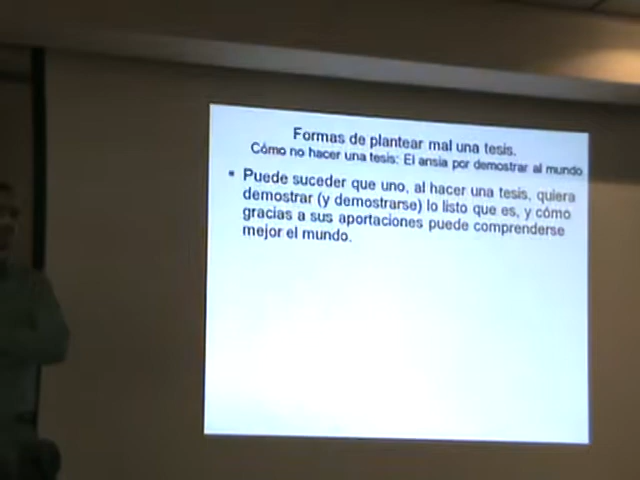 Formas de plantear mal una tesis.
Cómo no hacer una tesis: El ansia por demostrar al mundo
Puede suceder que uno, al hacer una tesis, quiera
demostrar (y demostrarse) lo listo que es, y cómo
gracias a sus aportaciones puede comprenderse
mejor el mundo.